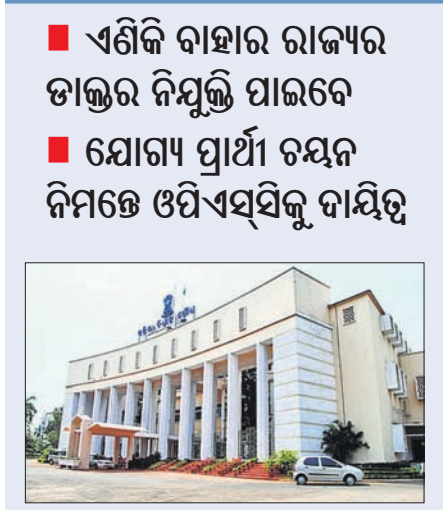 ■ ଏଣିକି ବାହାର ରାଜ୍ୟର
ଡାକ୍ତର ନିଯୁକ୍ତି ପାଇବେ
■ ଯୋଗ୍ୟ ପ୍ରାର୍ଥୀ ଚୟନ
ନିମନ୍ତେ ଓପିଏସ୍‌ସିକୁ ଦାୟିତ୍ୱ